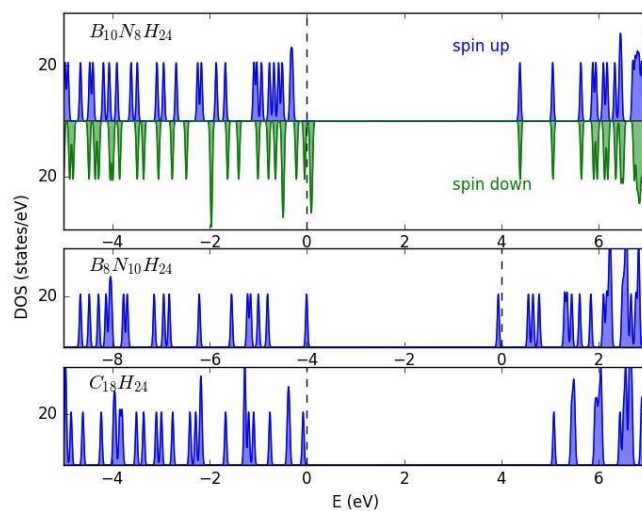 B10N8H24
spin up
20
20
spin down
−4 −2 0 2 4 6
B8N10H24
20
−8 −6 −4 −2 0 2
C18H24
20
−4 −2 0 2 4 6
DOS (states/eV)
E (eV)